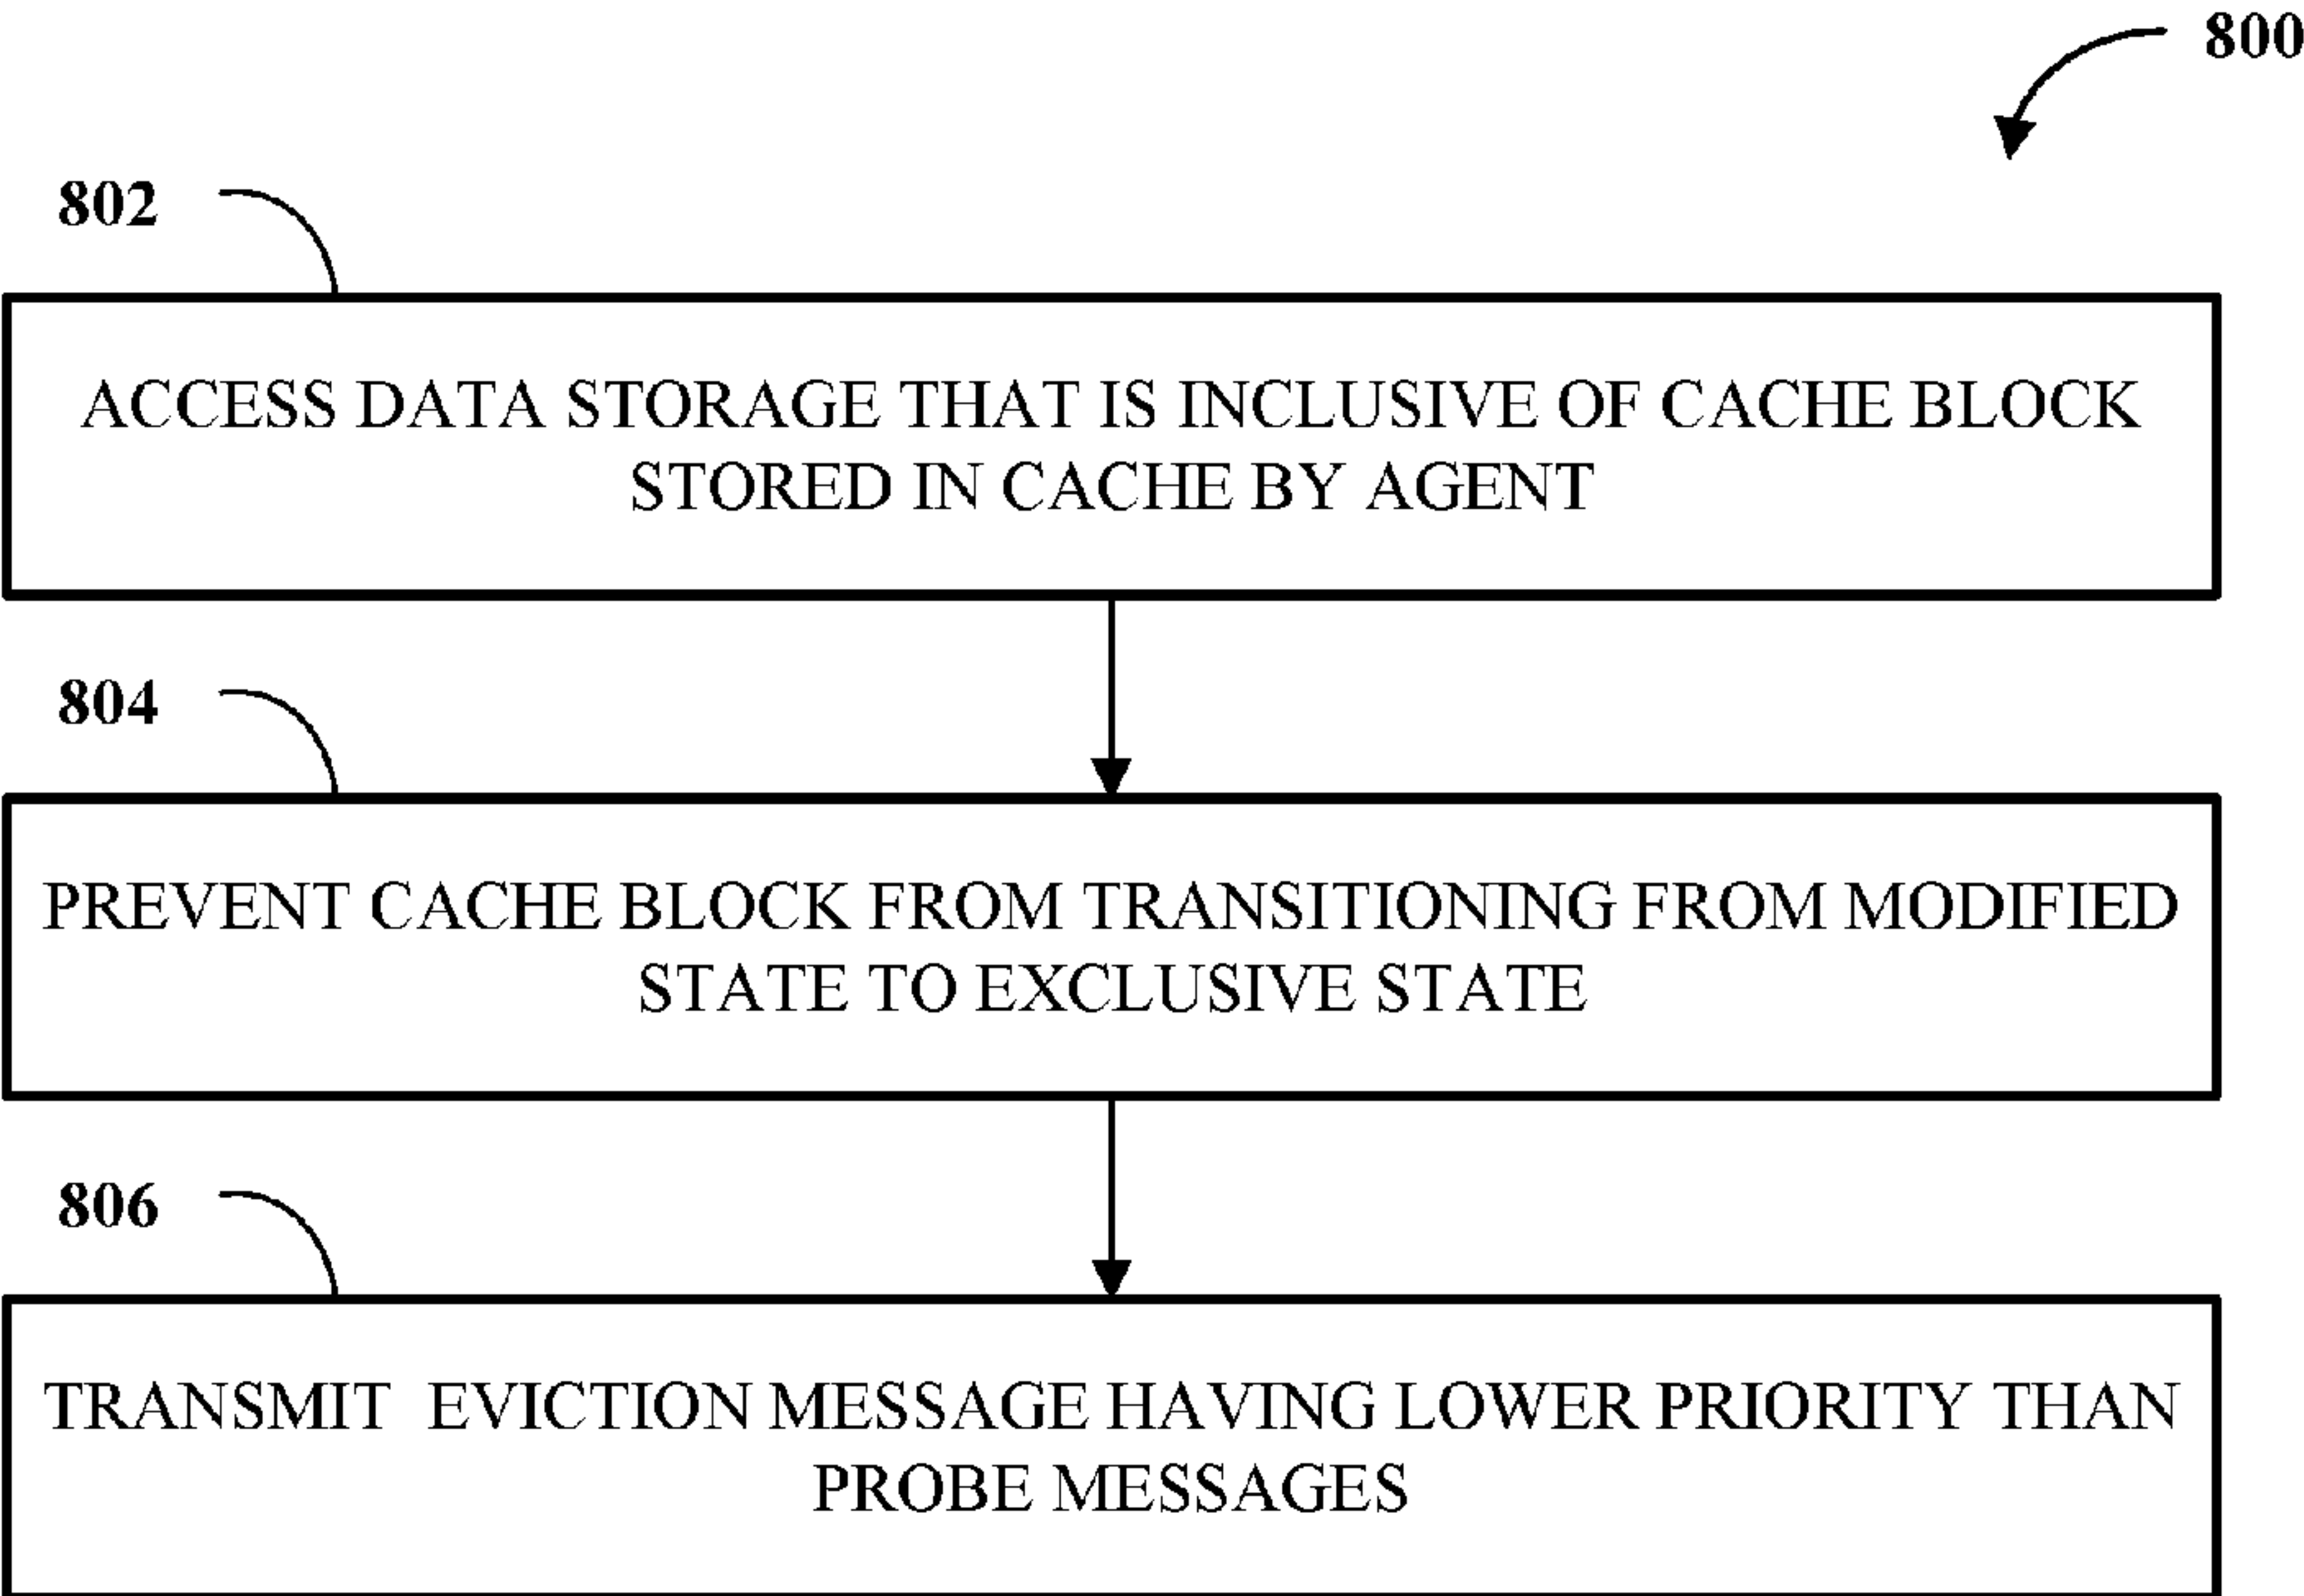 800
802
ACCESS DATA STORAGE THAT IS INCLUSIVE OF CACHE BLOCK
STORED IN CACHE BY AGENT
804
PREVENT CACHE BLOCK FROM TRANSITIONING FROM MODIFIED
STATE TO EXCLUSIVE STATE
806
TRANSMIT EVICTION MESSAGE HAVING LOWER PRIORITY THAN
PROBE MESSAGES